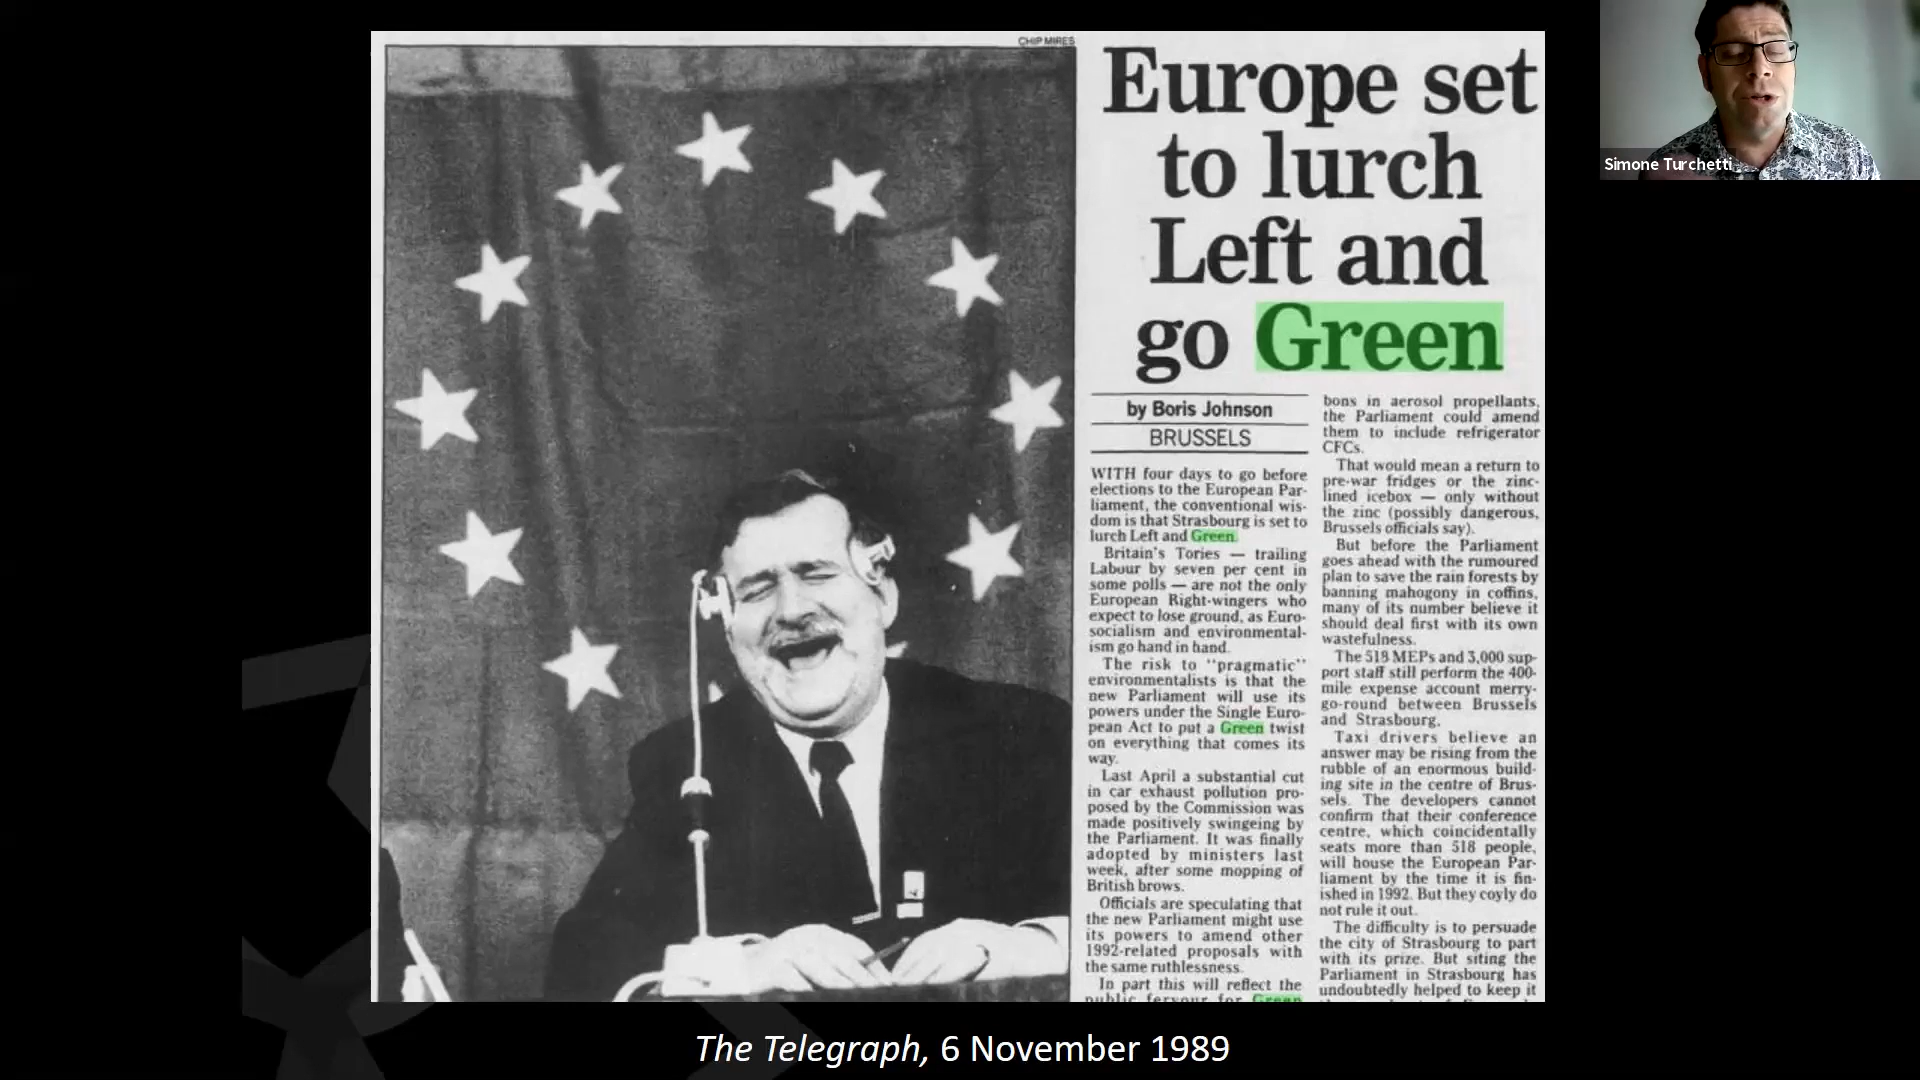 CHIP MIRES
Europe set
to lurch
Left and
go Green
by Boris Johnson
BRUSSELS
WITH four days to go before
elections to the European Par-
liament, the conventional wis-
dom is that Strasbourg is set to
lurch Left and Green.
Britain's Tories — trailing
Labour by seven per cent in
some polls — are not the only
European Right-wingers who
expect to lose ground, as Euro-
socialism and environmental-
ism go hand in hand.
The risk to "pragmatic"
environmentalists is that the
new Parliament will use its
powers under the Single Euro-
pean Act to put a Green twist
on everything that comes its
way.
Last April a substantial cut
in car exhaust pollution pro-
posed by the Commission was
made positively swingeing by
the Parliament. It was finally
adopted by ministers last
week, after some mopping of
British brows.
Officials are speculating that
the new Parliament might use
its powers to amend other
1992-related proposals with
the same ruthlessness.
In part this will reflect the
public fervour for Green
bons in aerosol propellants,
the Parliament could amend
them to include refrigerator
CFCs.
That would mean a return to
pre-war fridges or the zinc-
lined icebox — only without
the zinc (possibly dangerous,
Brussels officials say).
But before the Parliament
goes ahead with the rumoured
plan to save the rain forests by
banning mahogony in coffins,
many of its number believe it
should deal first with its own
wastefulness.
The 518 MEPs and 3,000 sup-
port staff still perform the 400-
mile expense account merry-
go-round between Brussels
and Strasbourg.
Taxi drivers believe an
answer may be rising from the
rubble of an enormous build-
ing site in the centre of Brus-
sels. The developers cannot
confirm that their conference
centre, which coincidentally
seats more than 518 people,
will house the European Par-
liament by the time it is fin-
ished in 1992. But they coyly do
not rule it out.
The difficulty is to persuade
the city of Strasbourg to part
with its prize. But siting the
Parliament in Strasbourg has
undoubtedly helped to keep it
The Telegraph, 6 November 1989
Simone Turchetti